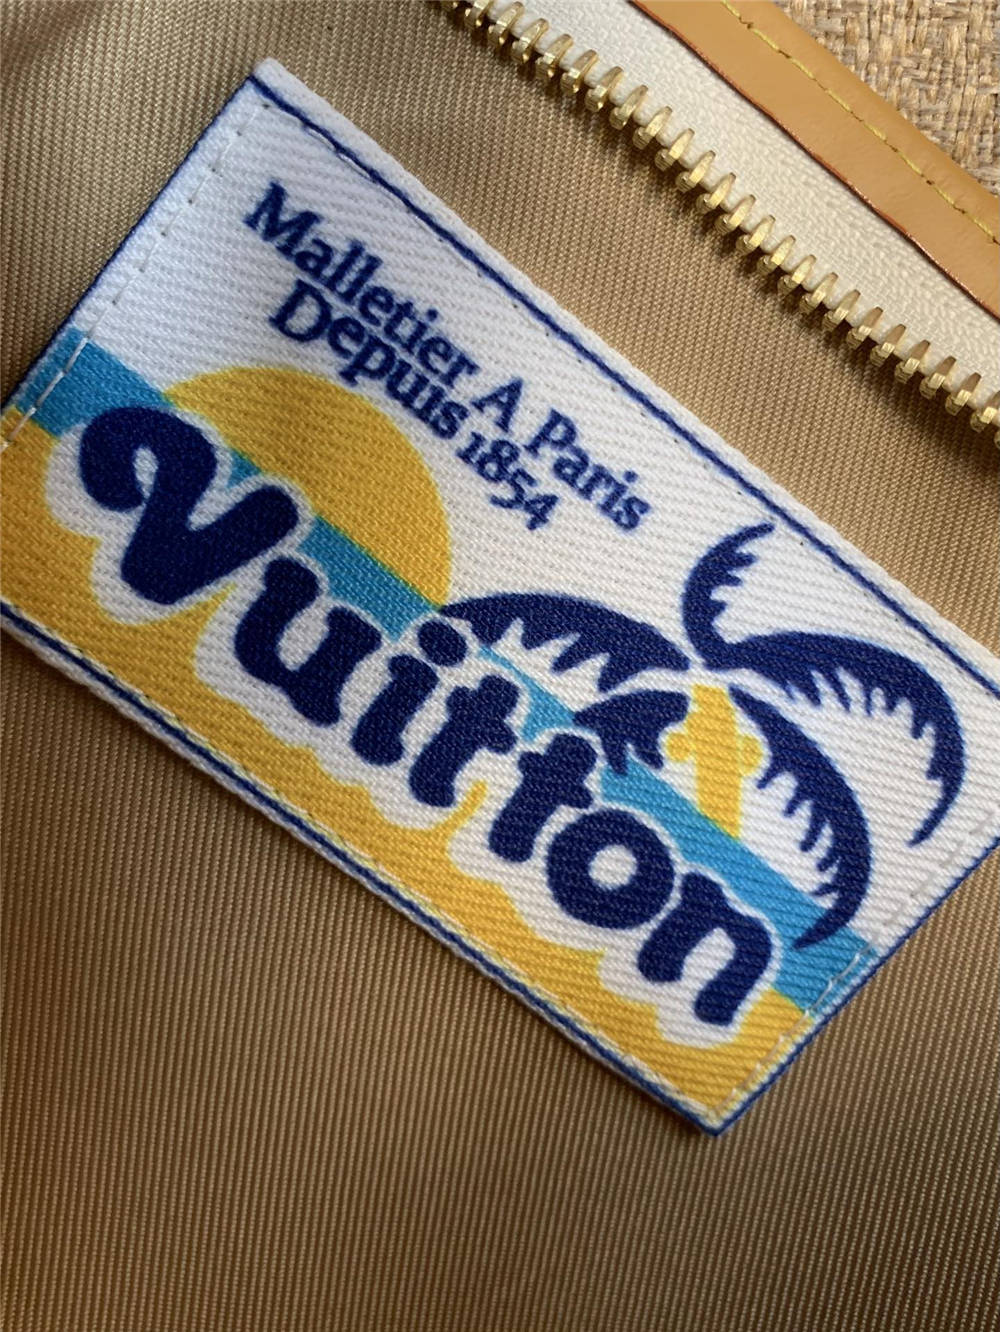 Malletier A Paris
Depuis 1854
Vuitton